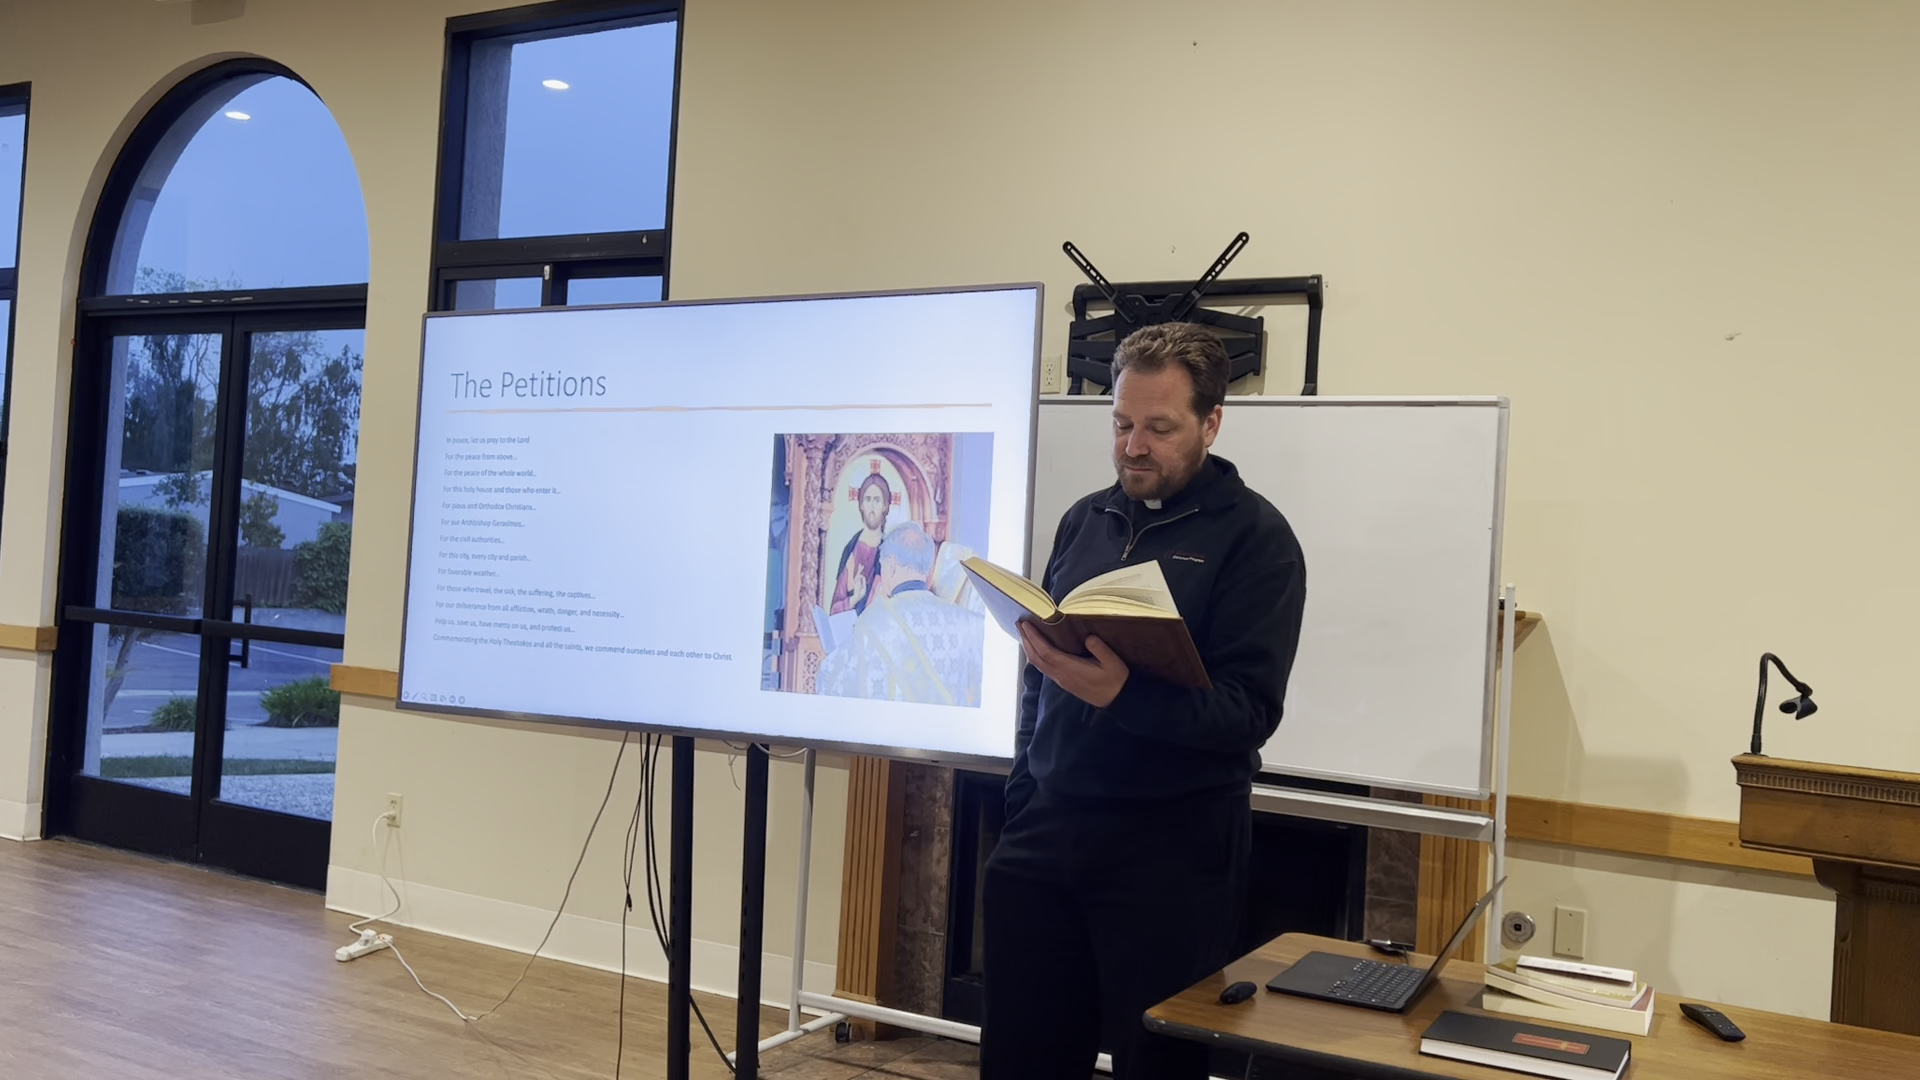 The Petitions
In peace, let us pray to the Lord
For the peace from above...
For the peace of the whole world...
For this holy house and those who enter it...
For pious and Orthodox Christians...
For our Archbishop Gerasimos...
For the civil authorities...
For this city, every city and parish...
For favorable weather...
For those who travel, the sick, the suffering, the captives...
For our deliverance from all affliction, wrath, danger, and necessity...
Help us, save us, have mercy on us, and protect us...
Commemorating the Holy Theotokos and all the saints, we commend ourselves and each other to Christ.